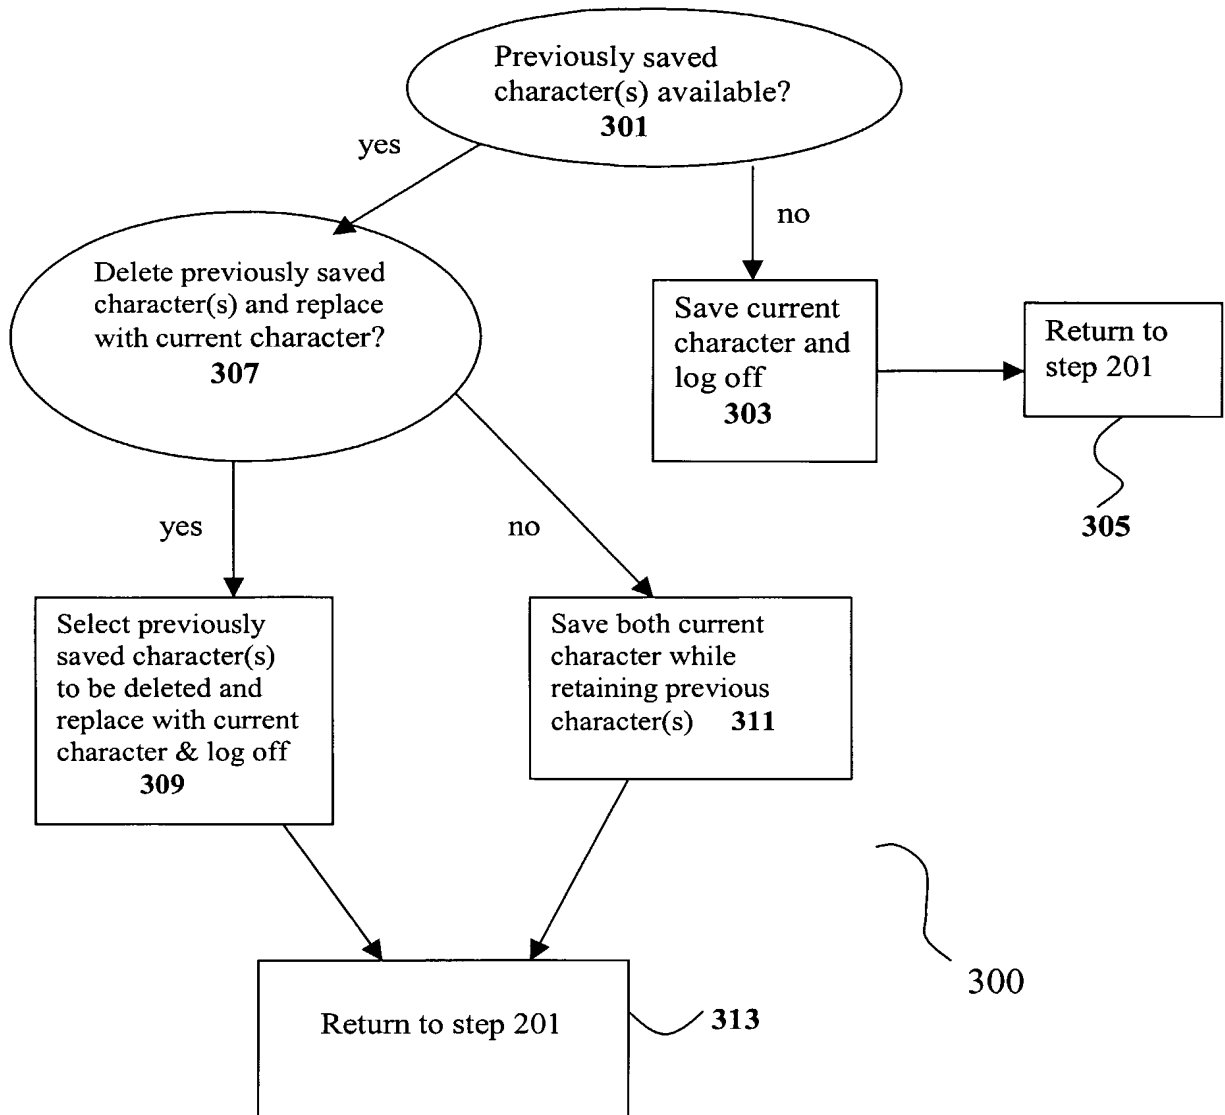 Previously saved
character(s) available?
301
yes
no
Delete previously saved
character(s) and replace
with current character?
307
Save current
character and
log off
303
Return to
step 201
305
yes
no
Select previously
saved character(s)
to be deleted and
replace with current
character & log off
309
Save both current
character while
retaining previous
character(s) 311
300
Return to step 201
313